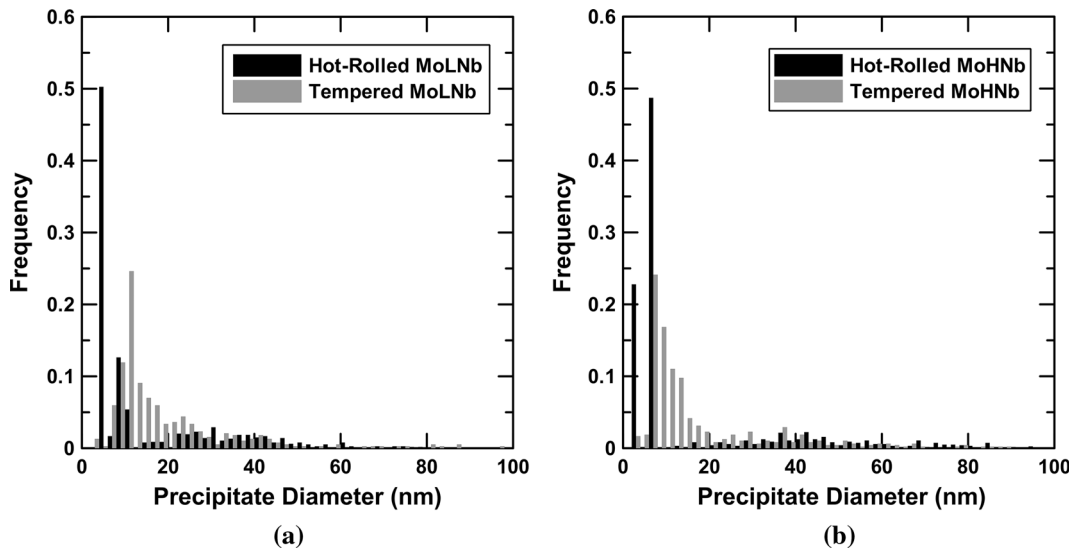 0.6
0.5
0.4
0.3
0.2
0.1
0
Frequency
Hot-Rolled MoLNb
Tempered MoLNb
0 20 40 60 80 100
Precipitate Diameter (nm)
(a)
0.6
0.5
0.4
0.3
0.2
0.1
0
Frequency
Hot-Rolled MoHNb
Tempered MoHNb
0 20 40 60 80 100
Precipitate Diameter (nm)
(b)